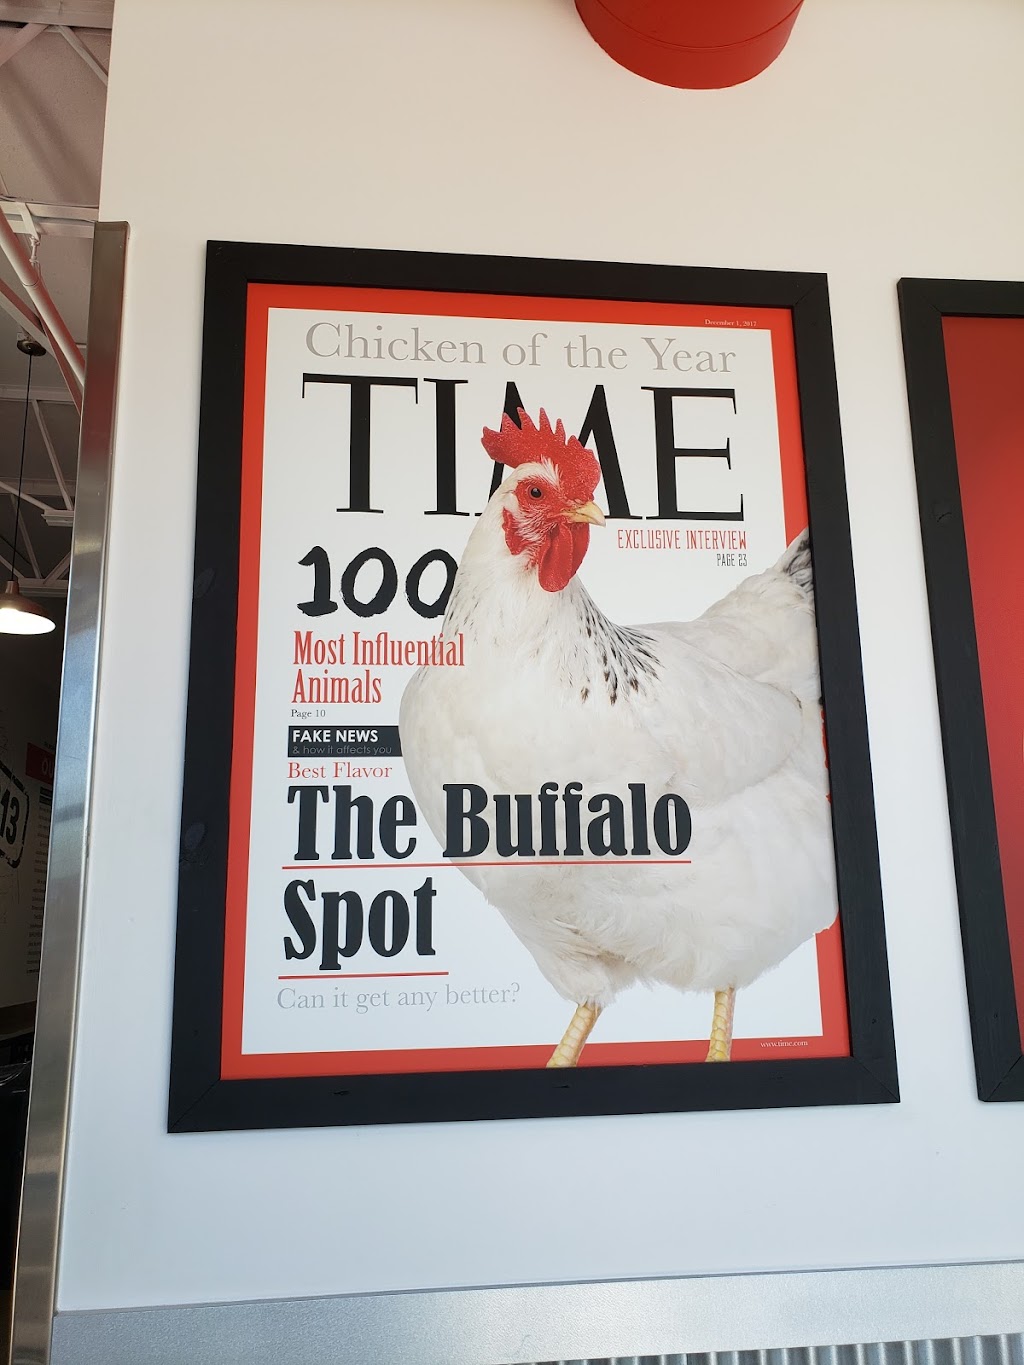 December 1, 2017
Chicken of the Year
TIME
EXCLUSIVE INTERVIEW
PAGE 23
100
Most Influential
Animals
Page 10
FAKE NEWS
& how it affects you
Best Flavor
The Buffalo
Spot
Can it get any better?
www.time.com
13